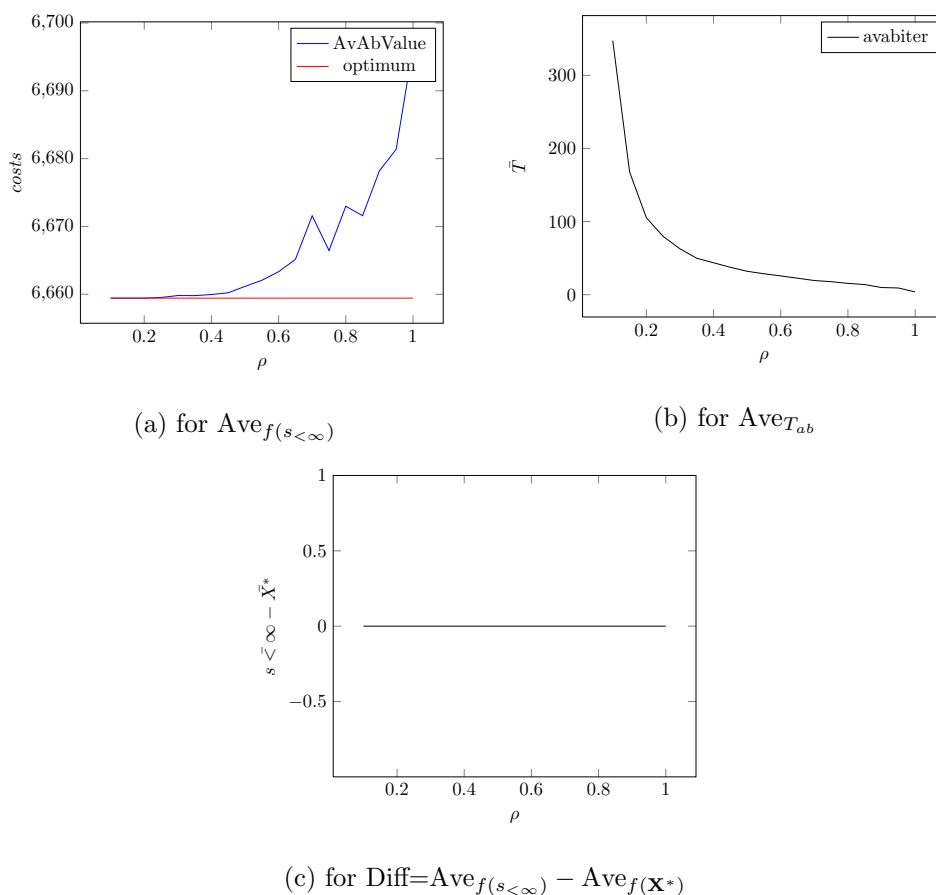 6,700
6,690
6,680
6,670
6,660
costs
AvAbValue
optimum
0.2 0.4 0.6 0.8 1
ρ
(a) for Ave_{f(s_{<∞})}
300
200
100
0
T̄
avabiter
0.2 0.4 0.6 0.8 1
ρ
(b) for Ave_{T_{ab}}
1
0.5
0
−0.5
s <̄ ∞ − X̄*
0.2 0.4 0.6 0.8 1
ρ
(c) for Diff=Ave_{f(s_{<∞})} − Ave_{f(𝐗*)}